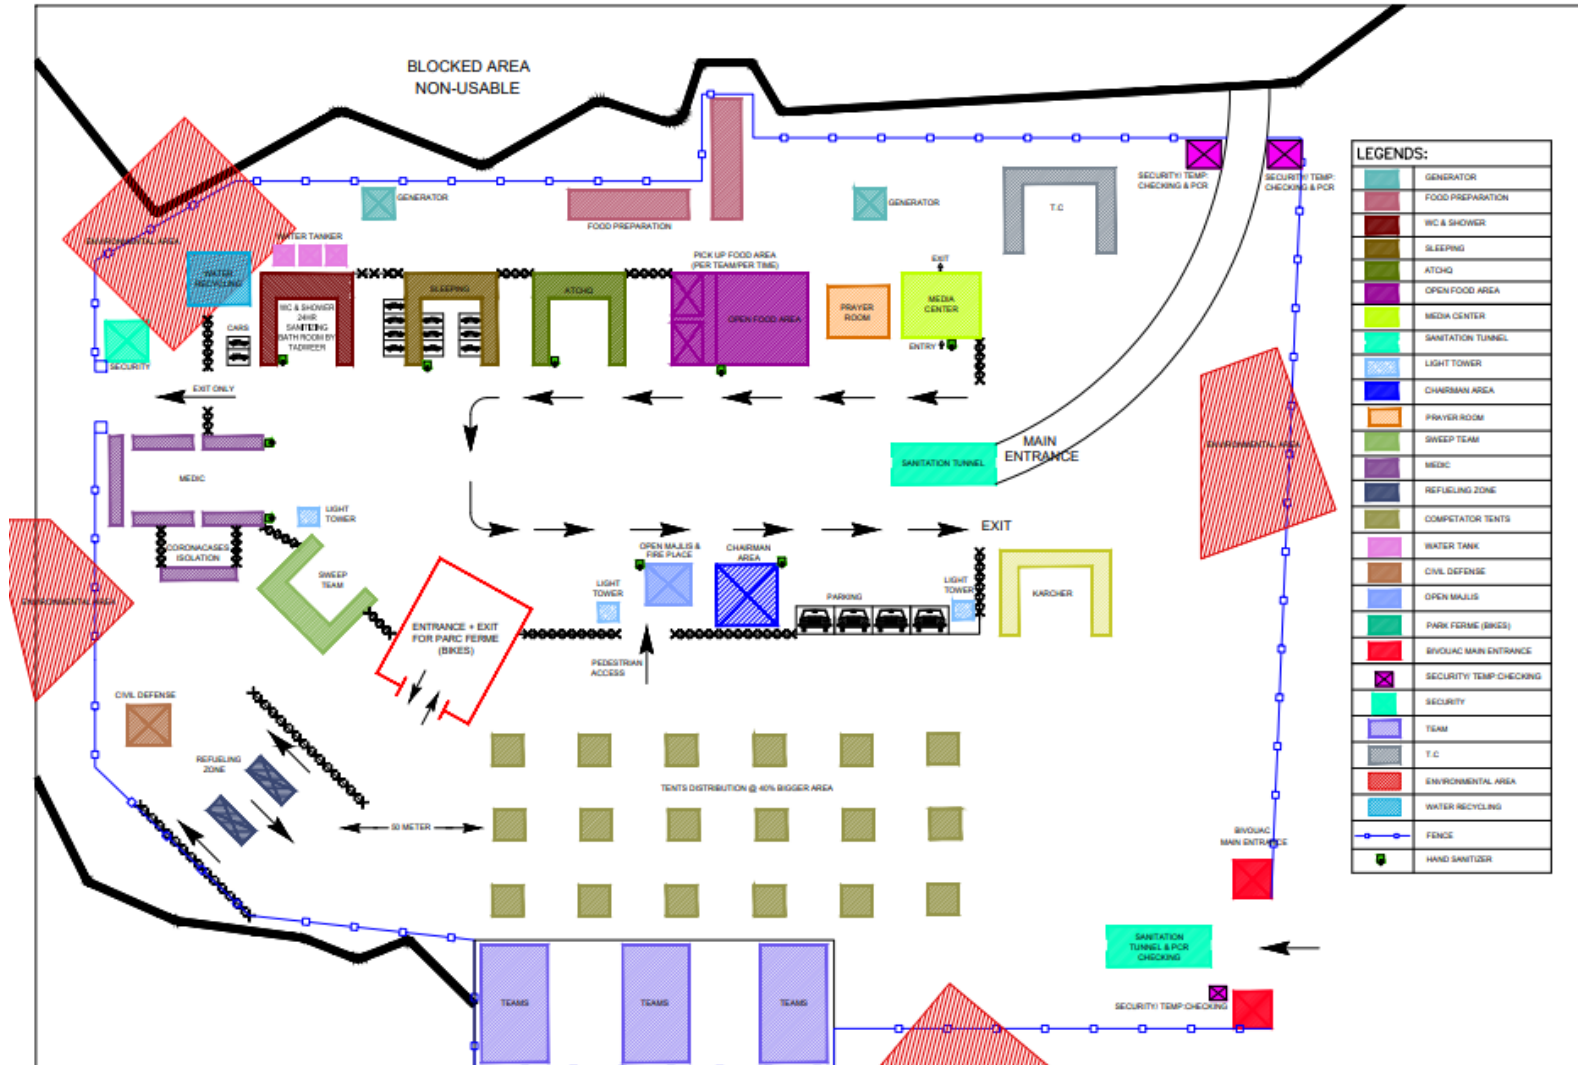 BLOCKED AREA
NON-USABLE
GENERATOR
FOOD PREPARATION
GENERATOR
T.C
SECURITY/ TEMP:
CHECKING & PCR
SECURITY/ TEMP:
CHECKING & PCR
ENVIRONMENTAL AREA
WATER TANKER
WATER
RECYCLING
CARS
WC & SHOWER
24HR
SANITIZING
BATH ROOM BY
TADWEER
SLEEPING
ATCHQ
PICK UP FOOD AREA
(PER TEAM/PER TIME)
OPEN FOOD AREA
PRAYER
ROOM
EXIT
MEDIA
CENTER
ENTRY
SECURITY
EXIT ONLY
MEDIC
SANITATION TUNNEL
MAIN
ENTRANCE
ENVIRONMENTAL AREA
LIGHT
TOWER
CORONACASES
ISOLATION
SWEEP
TEAM
ENVIRONMENTAL AREA
ENTRANCE + EXIT
FOR PARC FERME
(BIKES)
OPEN MAJLIS &
FIRE PLACE
CHAIRMAN
AREA
EXIT
LIGHT
TOWER
PARKING
LIGHT
TOWER
KARCHER
PEDESTRIAN
ACCESS
CIVIL DEFENSE
REFUELING
ZONE
TENTS DISTRIBUTION @ 40% BIGGER AREA
50 METER
BIVOUAC
MAIN ENTRANCE
SANITATION
TUNNEL & PCR
CHECKING
SECURITY/ TEMP:CHECKING
TEAMS
TEAMS
TEAMS
LEGENDS:
GENERATOR
FOOD PREPARATION
WC & SHOWER
SLEEPING
ATCHQ
OPEN FOOD AREA
MEDIA CENTER
SANITATION TUNNEL
LIGHT TOWER
CHAIRMAN AREA
PRAYER ROOM
SWEEP TEAM
MEDIC
REFUELING ZONE
COMPETATOR TENTS
WATER TANK
CIVIL DEFENSE
OPEN MAJLIS
PARK FERME (BIKES)
BIVOUAC MAIN ENTRANCE
SECURITY/ TEMP:CHECKING
SECURITY
TEAM
T.C
ENVIRONMENTAL AREA
WATER RECYCLING
FENCE
HAND SANITIZER